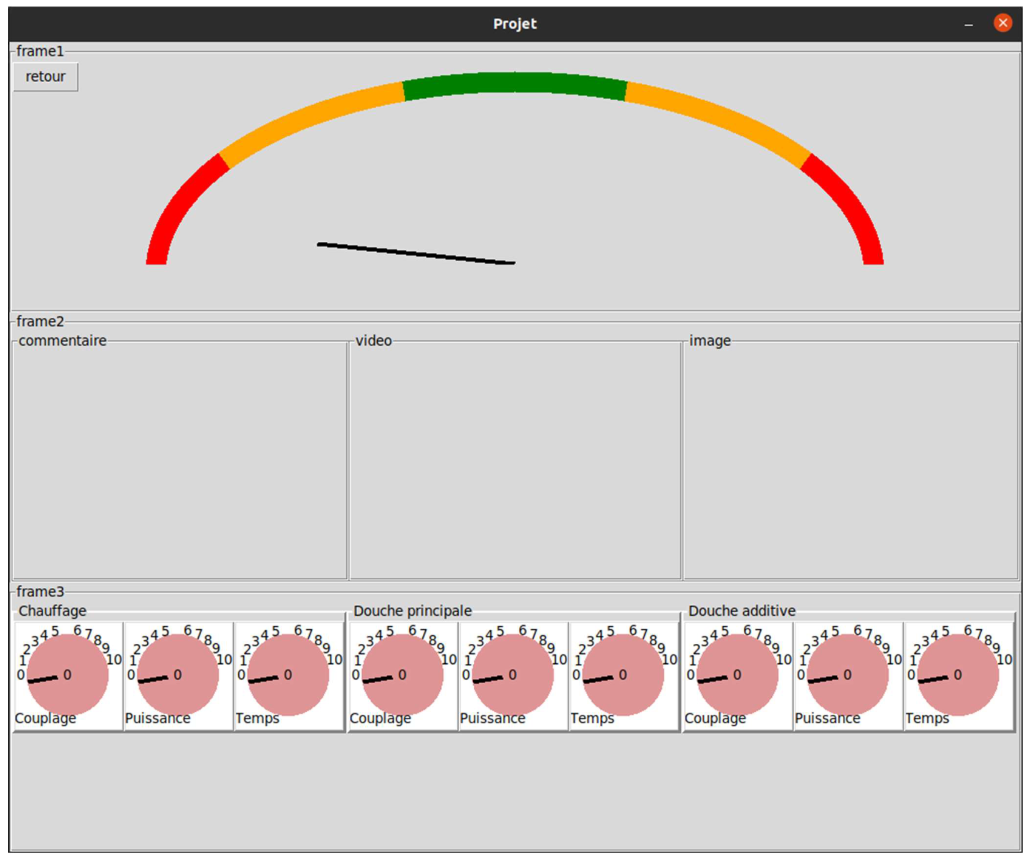 Projet
frame1
retour
frame2
commentaire video image
frame3
Chauffage Douche principale Douche additive
0 1 2 3 4 5 6 7 8 9 10 0 0 1 2 3 4 5 6 7 8 9 10 0 0 1 2 3 4 5 6 7 8 9 10 0 0 1 2 3 4 5 6 7 8 9 10 0 0 1 2 3 4 5 6 7 8 9 10 0 0 1 2 3 4 5 6 7 8 9 10 0 0 1 2 3 4 5 6 7 8 9 10 0 0 1 2 3 4 5 6 7 8 9 10 0 0 1 2 3 4 5 6 7 8 9 10 0
Couplage Puissance Temps Couplage Puissance Temps Couplage Puissance Temps